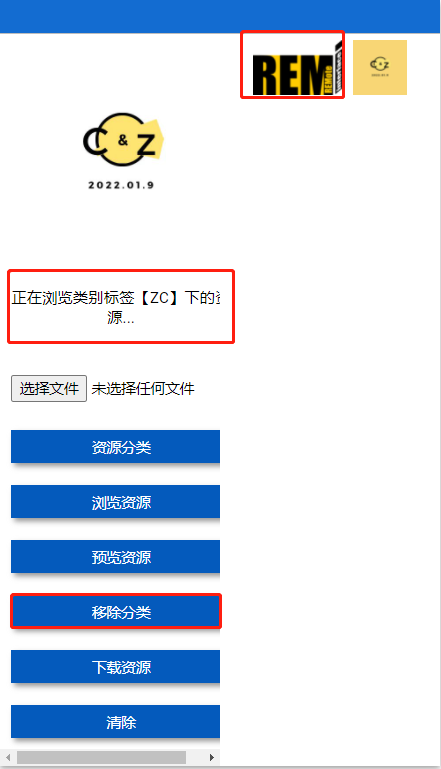 REM
REMote
C & Z
2022.01.9
正在浏览类别标签【ZC】下的资
源...
选择文件 未选择任何文件
资源分类
浏览资源
预览资源
移除分类
下载资源
清除